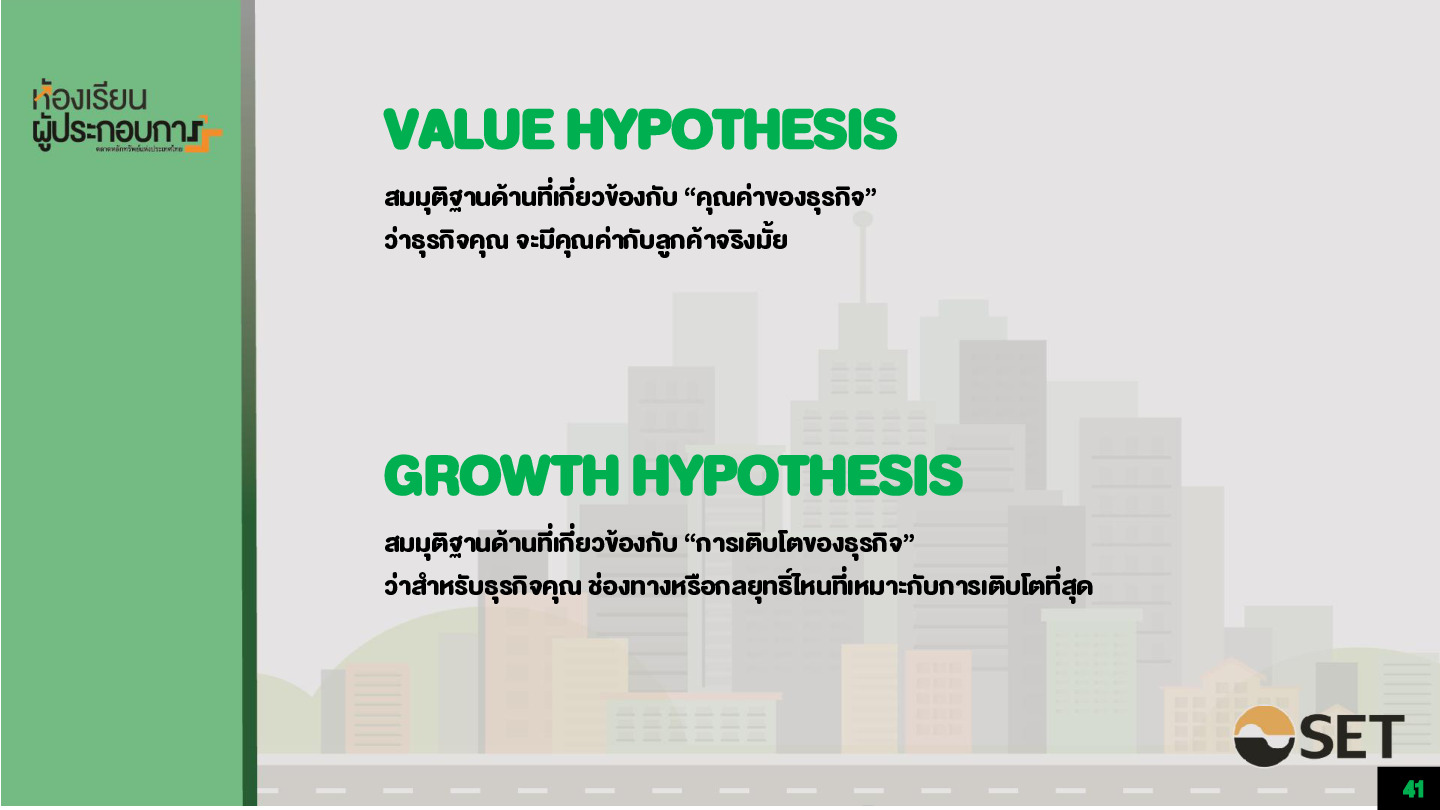 ห้องเรียน
ผู้ประกอบการ
ตลาดหลักทรัพย์แห่งประเทศไทย
VALUE HYPOTHESIS
สมมุติฐานด้านที่เกี่ยวข้องกับ “คุณค่าของธุรกิจ”
ว่าธุรกิจคุณ จะมีคุณค่ากับลูกค้าจริงมั้ย
GROWTH HYPOTHESIS
สมมุติฐานด้านที่เกี่ยวข้องกับ “การเติบโตของธุรกิจ”
ว่าสำหรับธุรกิจคุณ ช่องทางหรือกลยุทธิ์ไหนที่เหมาะกับการเติบโตที่สุด
SET
41